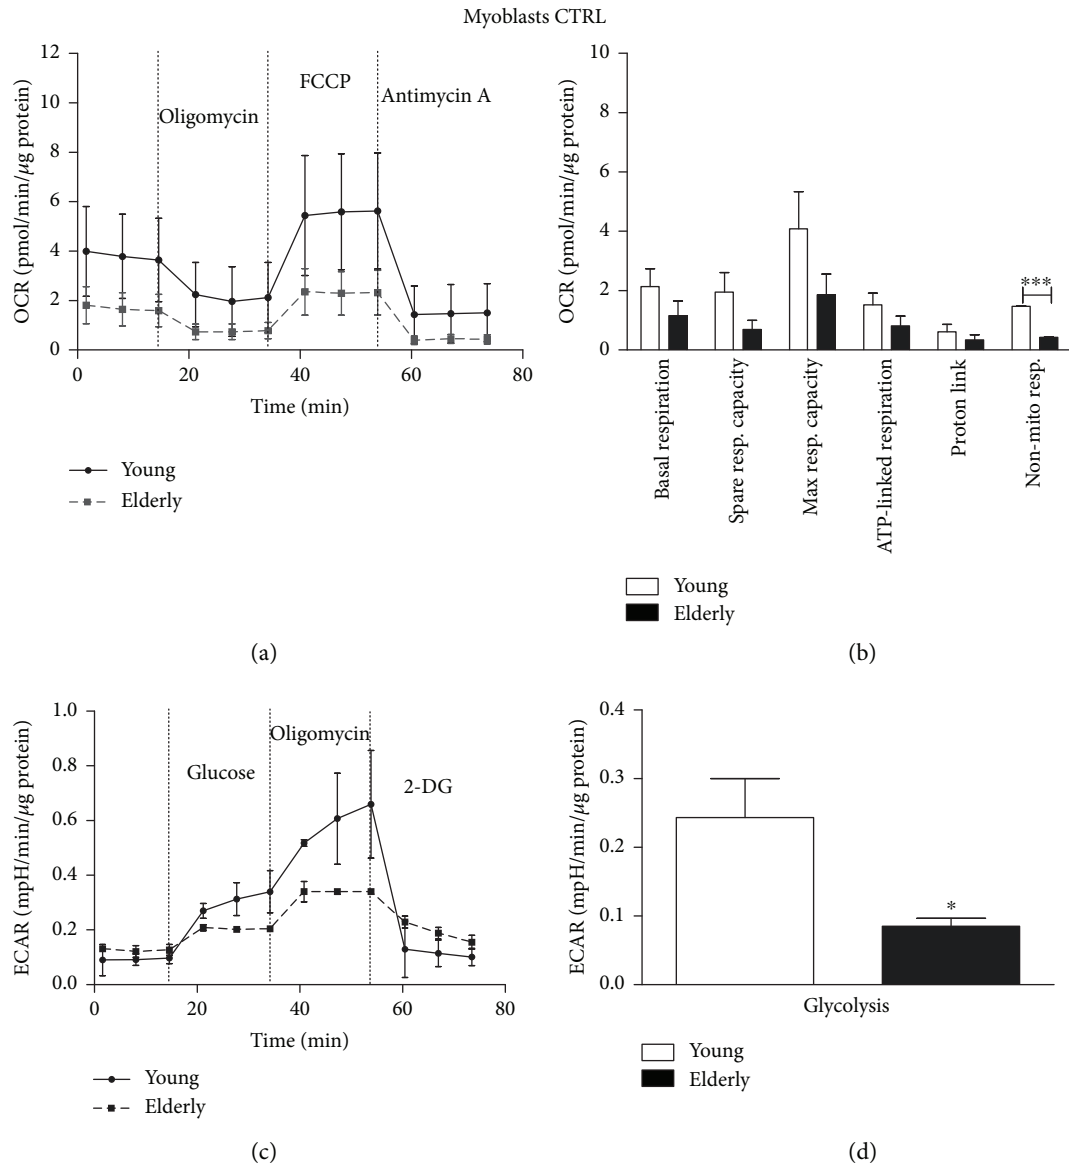 Myoblasts CTRL
12
10
8
6
4
2
0
OCR (pmol/min/μg protein)
Oligomycin
FCCP
Antimycin A
0
20
40
60
80
Time (min)
Young
Elderly
(a)
10
8
6
4
2
0
OCR (pmol/min/μg protein)
***
Basal respiration
Spare resp. capacity
Max resp. capacity
ATP-linked respiration
Proton link
Non-mito resp.
Young
Elderly
(b)
1.0
0.8
0.6
0.4
0.2
0.0
ECAR (mpH/min/μg protein)
Glucose
Oligomycin
2-DG
0
20
40
60
80
Time (min)
Young
Elderly
(c)
0.4
0.3
0.2
0.1
0.0
ECAR (mpH/min/μg protein)
*
Glycolysis
Young
Elderly
(d)